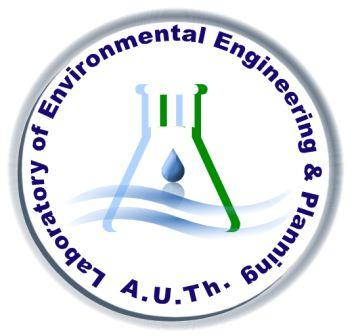 Laboratory of Environmental Engineering & Planning
A.U.Th.